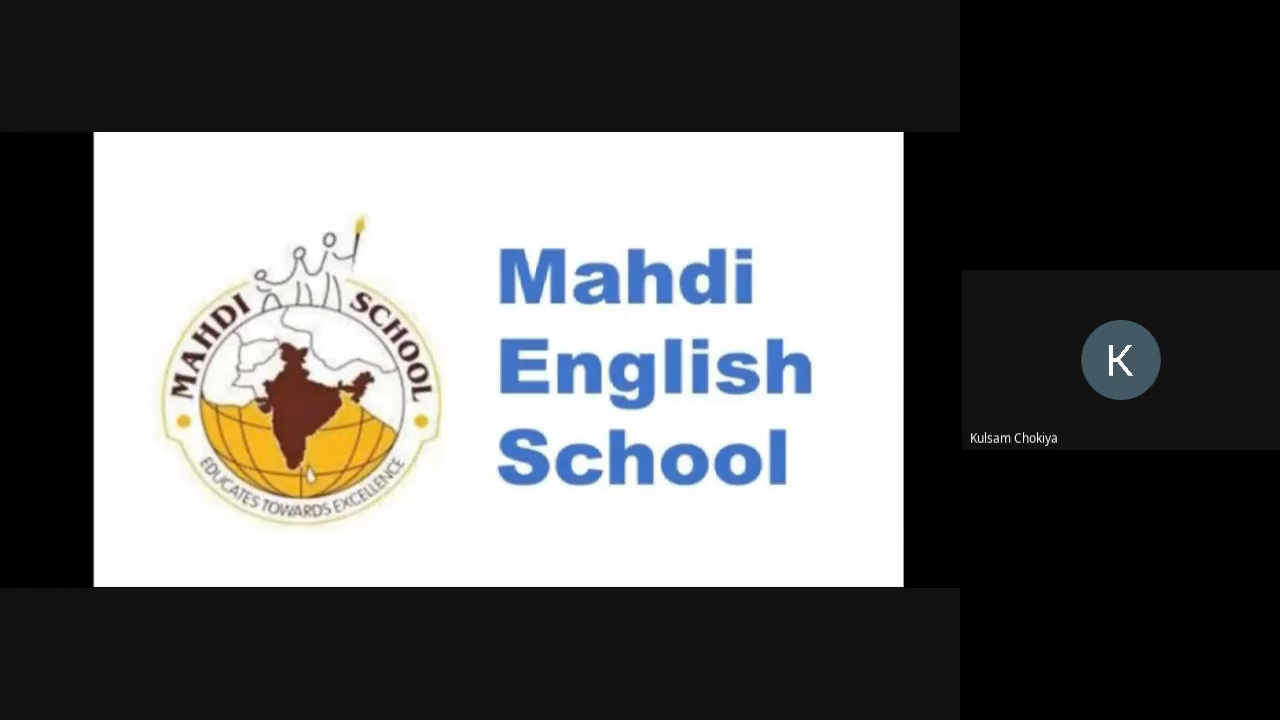 MAHDI SCHOOL
EDUCATES TOWARDS EXCELLENCE
Mahdi
English
School
K
Kulsam Chokiya